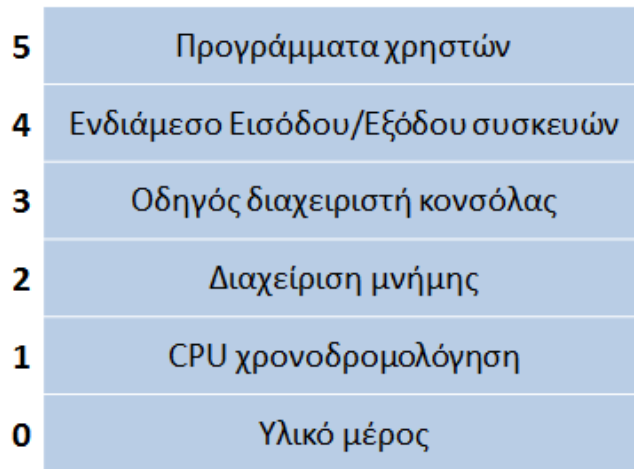 5 Προγράμματα χρηστών
4 Ενδιάμεσο Εισόδου/Εξόδου συσκευών
3 Οδηγός διαχειριστή κονσόλας
2 Διαχείριση μνήμης
1 CPU χρονοδρομολόγηση
0 Υλικό μέρος